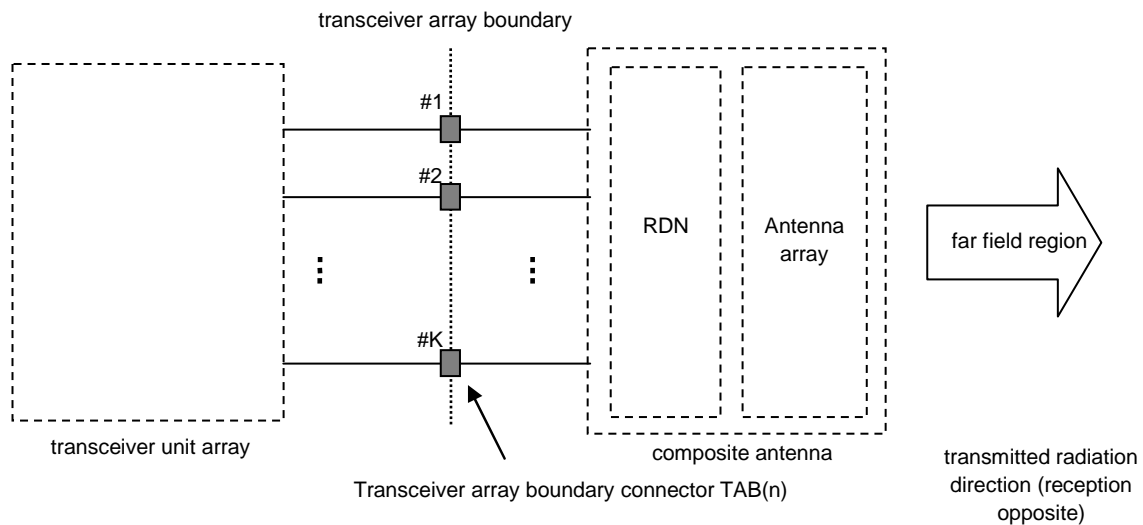 transceiver array boundary
#1
#2
#K
RDN
Antenna
array
far field region
transceiver unit array
composite antenna
Transceiver array boundary connector TAB(n)
transmitted radiation
direction (reception
opposite)